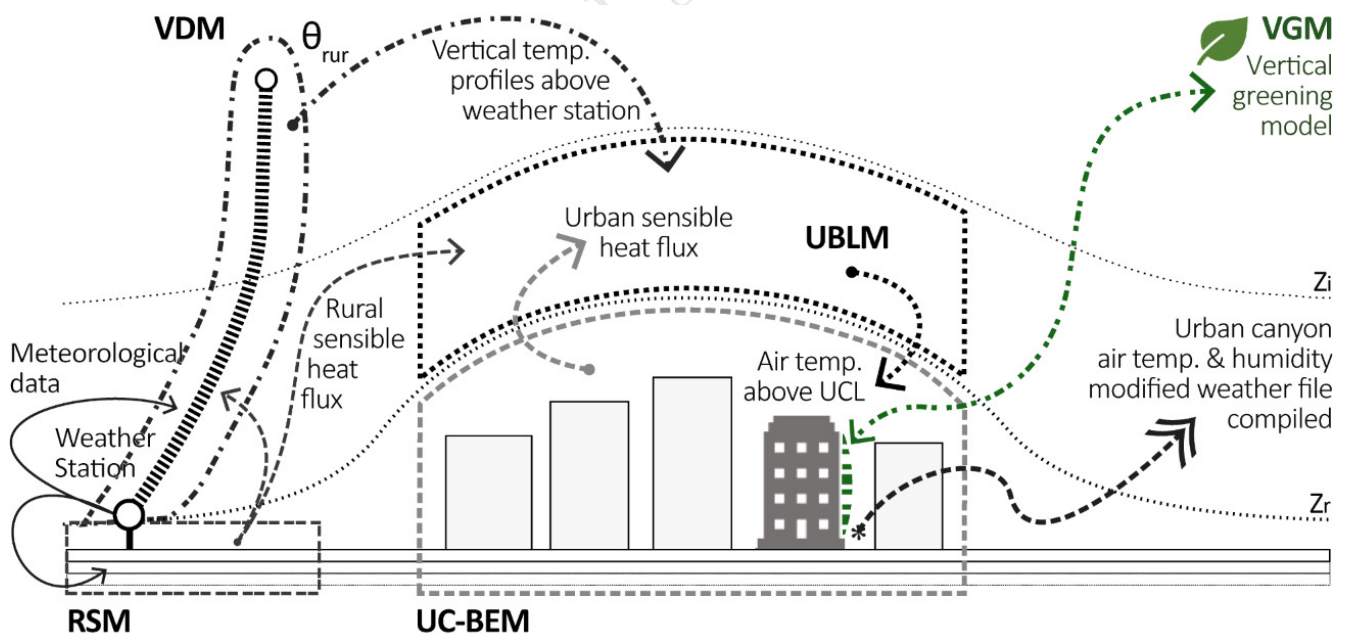 VDM
θrur
Vertical temp.
profiles above
weather station
VGM
Vertical
greening
model
Urban sensible
heat flux
UBLM
Zi
Rural
sensible
heat
flux
Meteorological
data
Urban canyon
air temp. & humidity
modified weather file
compiled
Air temp.
above UCL
Weather
Station
*
Zr
RSM
UC-BEM